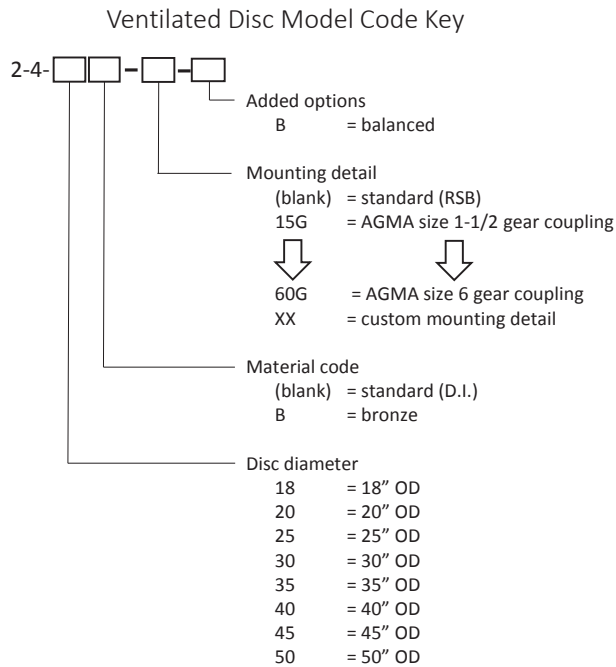 Ventilated Disc Model Code Key
2-4-
Added options
B = balanced
Mounting detail
(blank) = standard (RSB)
15G = AGMA size 1-1/2 gear coupling
60G = AGMA size 6 gear coupling
XX = custom mounting detail
Material code
(blank) = standard (D.I.)
B = bronze
Disc diameter
18 = 18” OD
20 = 20” OD
25 = 25” OD
30 = 30” OD
35 = 35” OD
40 = 40” OD
45 = 45” OD
50 = 50” OD